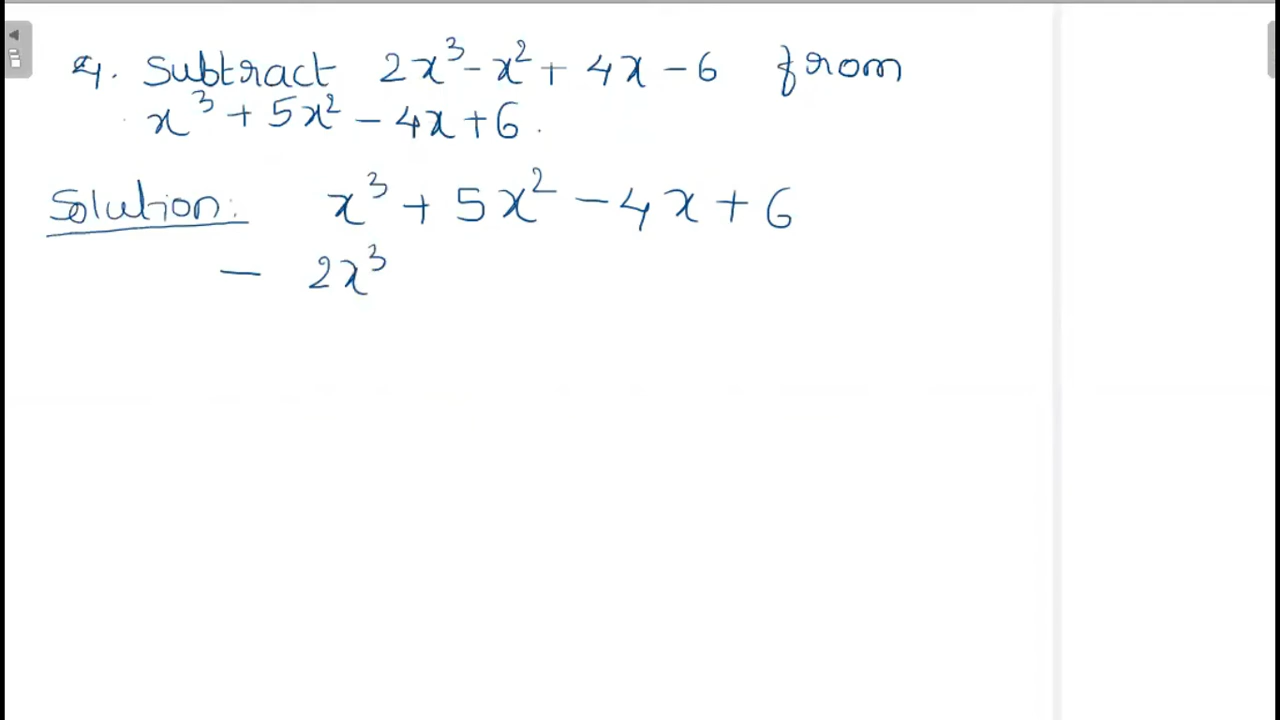 4. Subtract 2x³ - x² + 4x - 6 from
x³ + 5x² - 4x + 6.
Solution: x³ + 5x² - 4x + 6
- 2x³